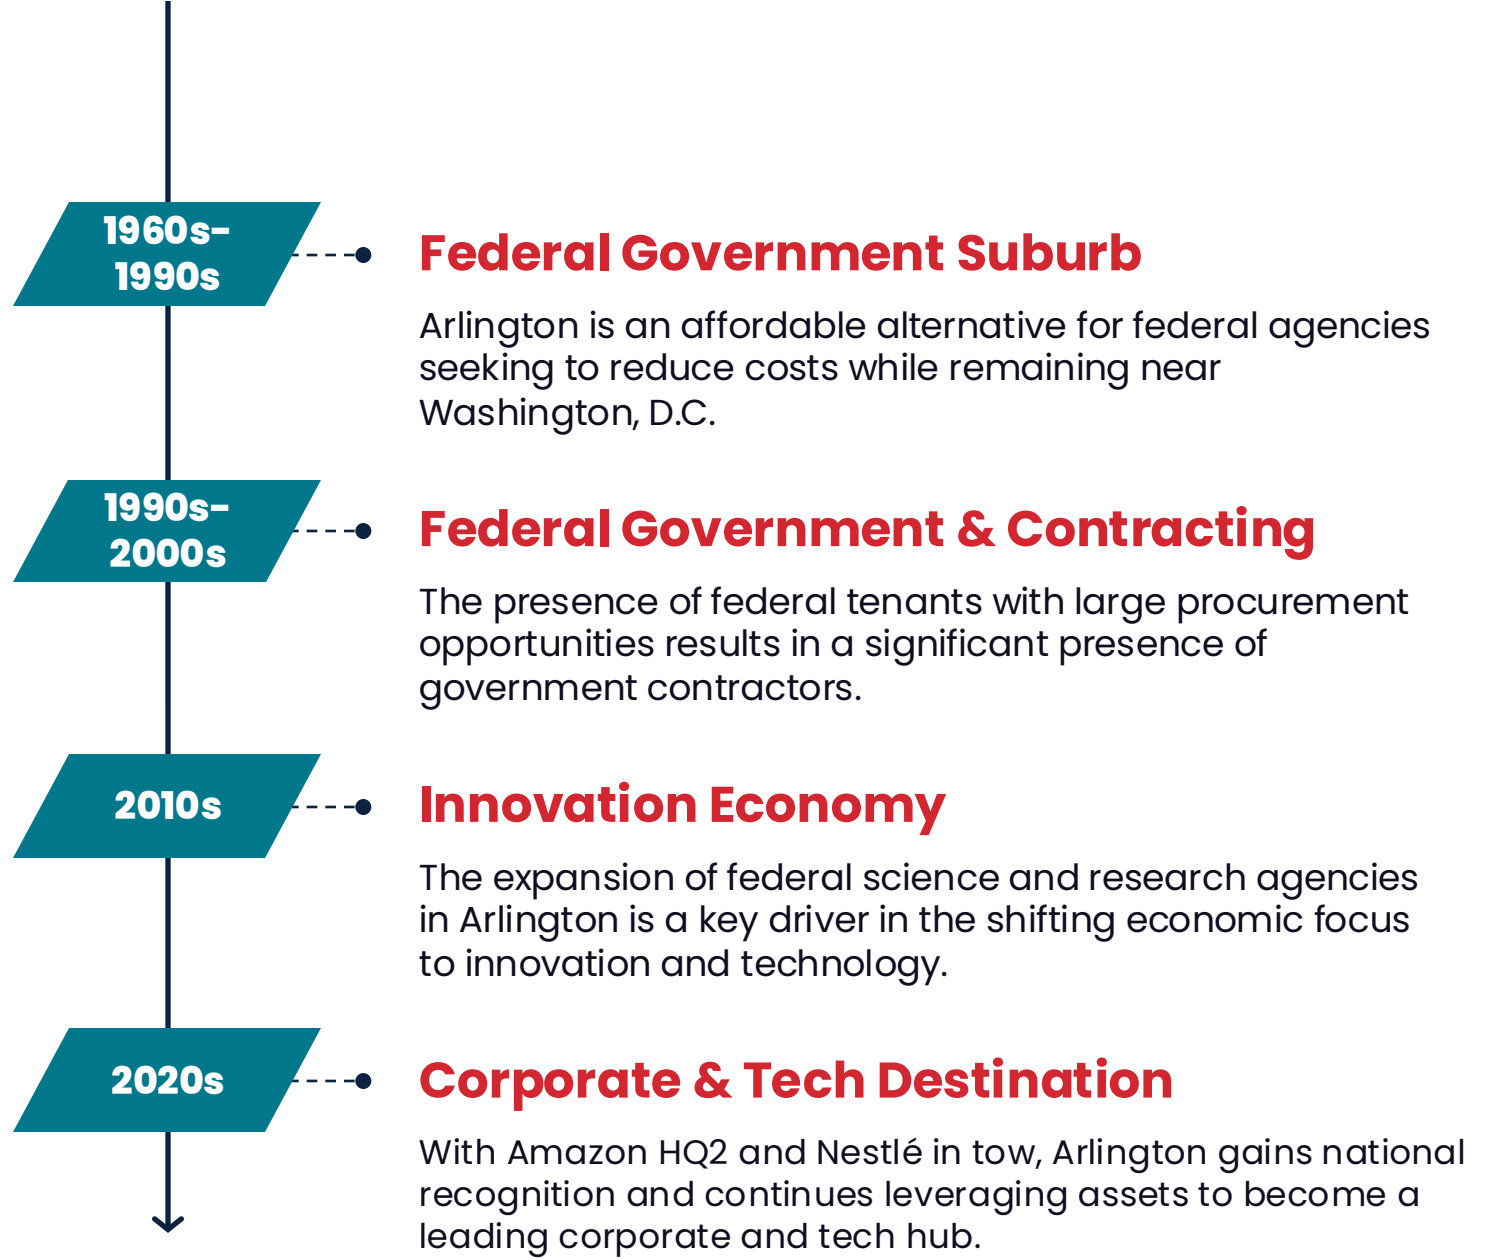 1960s–
1990s
Federal Government Suburb
Arlington is an affordable alternative for federal agencies
seeking to reduce costs while remaining near
Washington, D.C.
1990s–
2000s
Federal Government & Contracting
The presence of federal tenants with large procurement
opportunities results in a significant presence of
government contractors.
2010s
Innovation Economy
The expansion of federal science and research agencies
in Arlington is a key driver in the shifting economic focus
to innovation and technology.
2020s
Corporate & Tech Destination
With Amazon HQ2 and Nestlé in tow, Arlington gains national
recognition and continues leveraging assets to become a
leading corporate and tech hub.